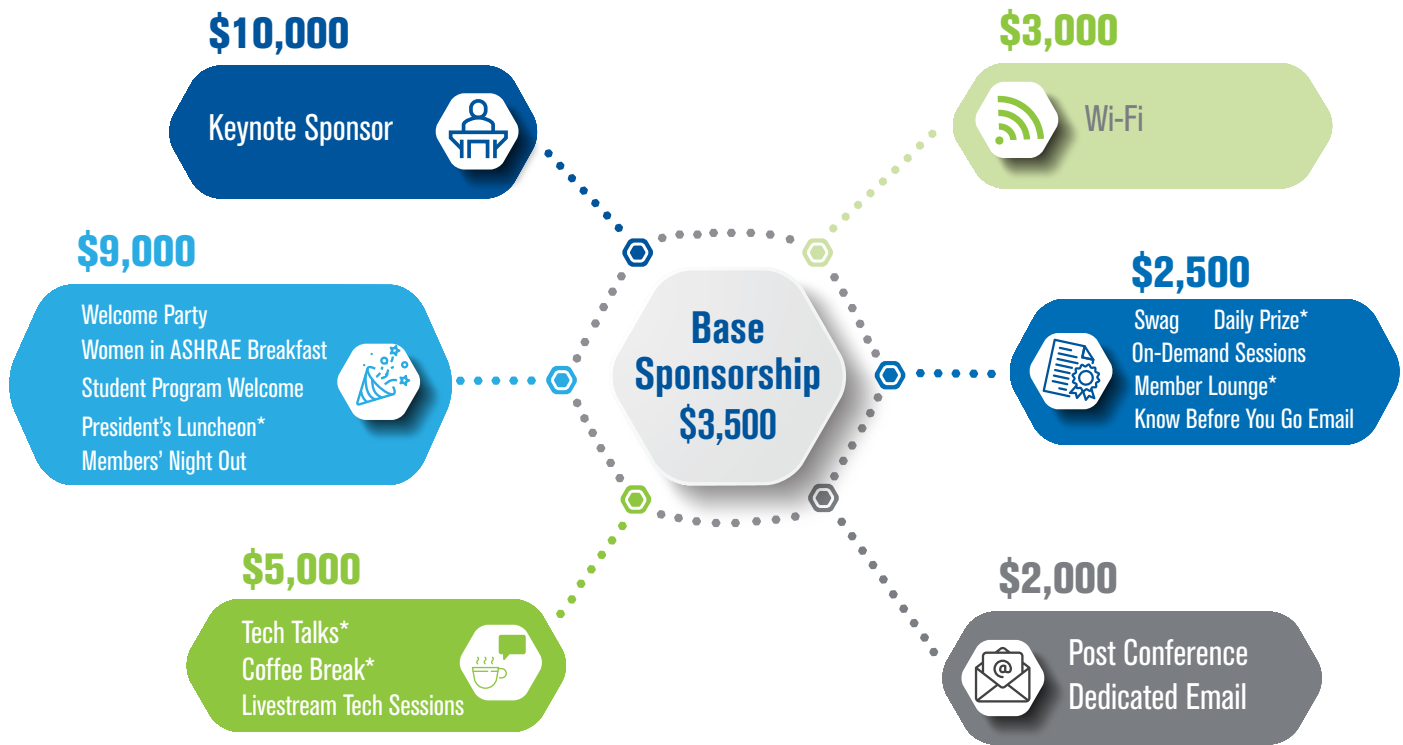 $10,000
Keynote Sponsor
$3,000
Wi-Fi
$9,000
Welcome Party
Women in ASHRAE Breakfast
Student Program Welcome
President's Luncheon*
Members' Night Out
Base
Sponsorship
$3,500
$2,500
Swag Daily Prize*
On-Demand Sessions
Member Lounge*
Know Before You Go Email
$5,000
Tech Talks*
Coffee Break*
Livestream Tech Sessions
$2,000
@
Post Conference
Dedicated Email